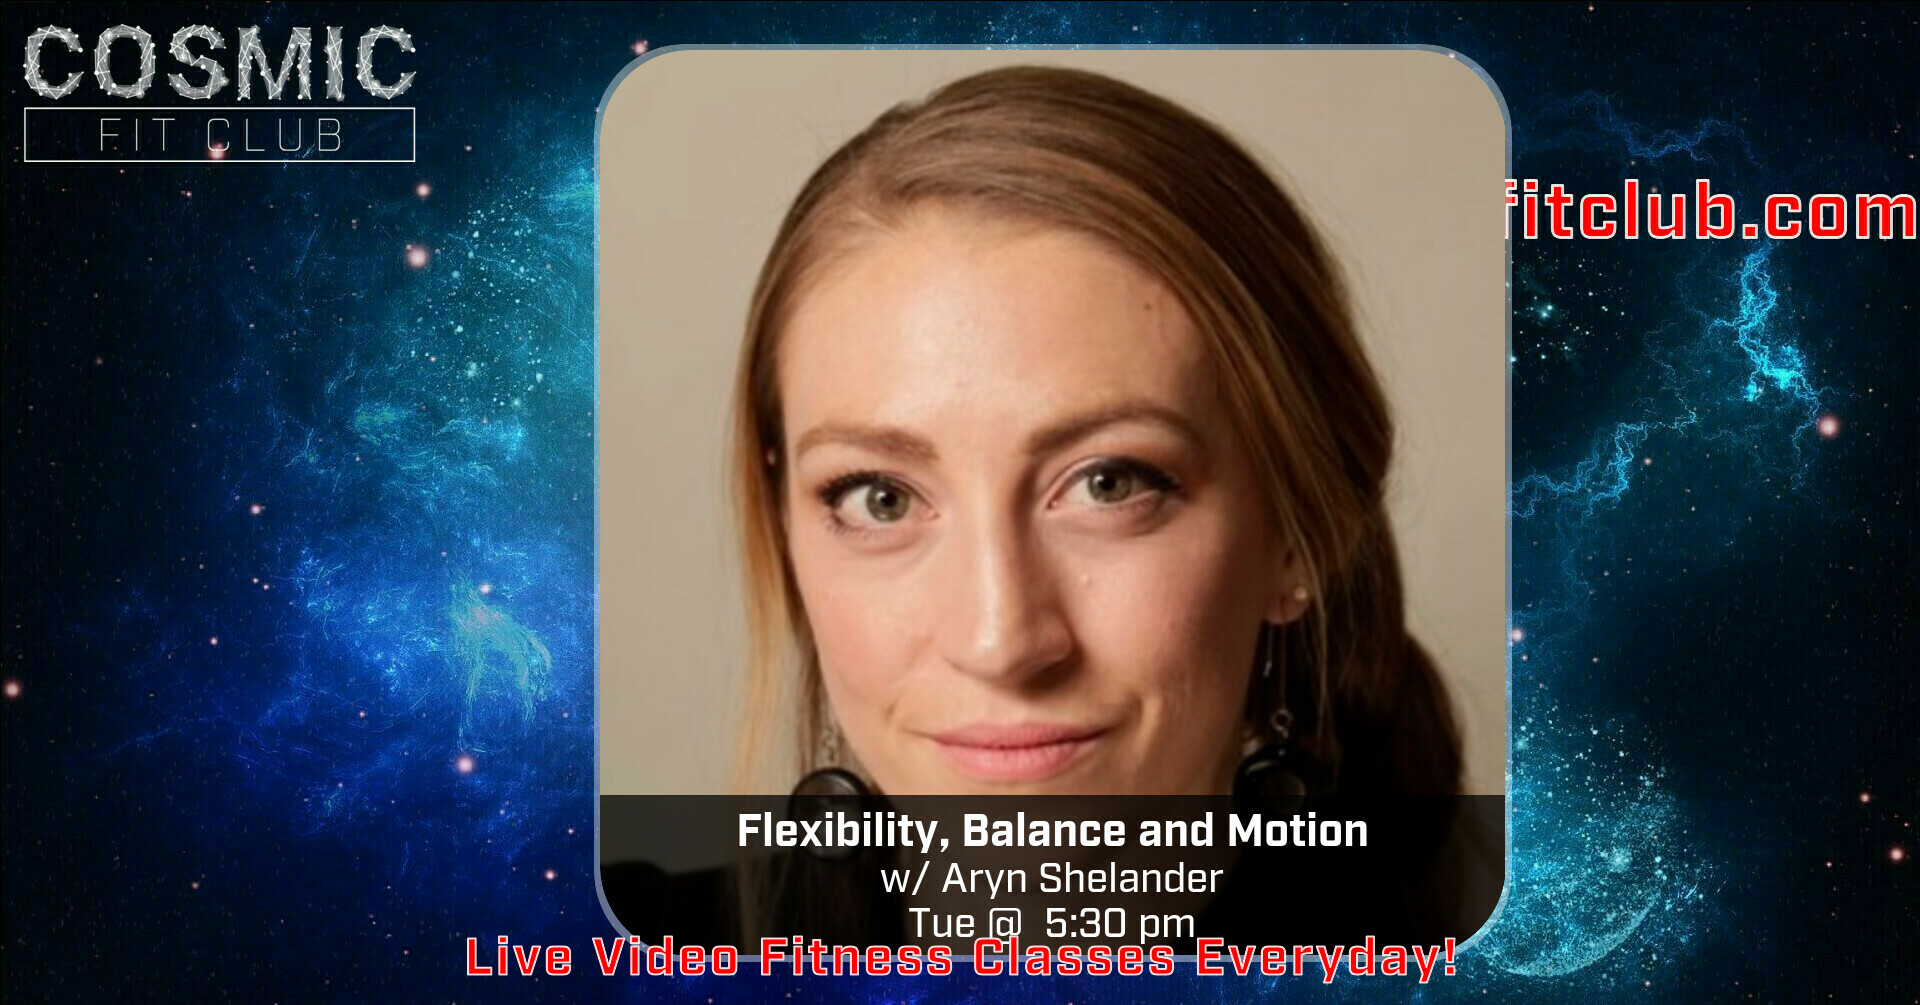 COSMIC
FIT CLUB
fitclub.com
Flexibility, Balance and Motion
w/ Aryn Shelander
Tue @ 5:30 pm
Live Video Fitness Classes Everyday!